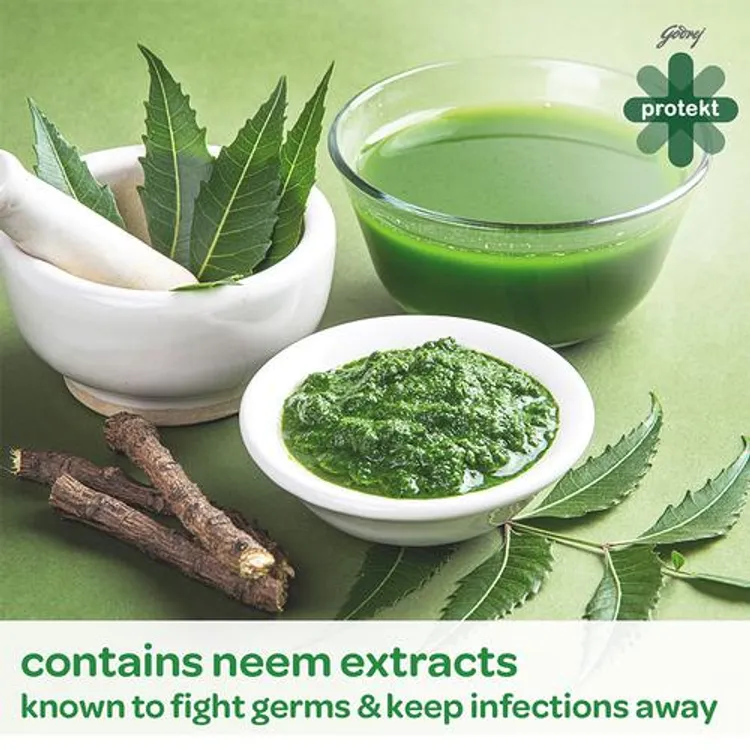 Godrej
protekt
contains neem extracts
known to fight germs & keep infections away